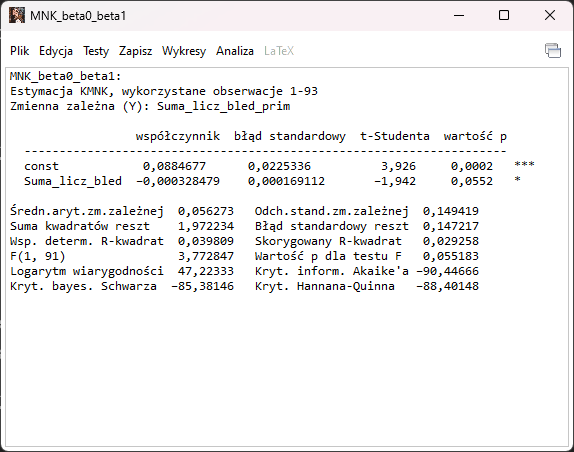 MNK_beta0_beta1
Plik Edycja Testy Zapisz Wykresy Analiza LaTeX
MNK_beta0_beta1:
Estymacja KMNK, wykorzystane obserwacje 1-93
Zmienna zależna (Y): Suma_licz_bled_prim
współczynnik błąd standardowy t-Studenta wartość p
---------------------------------------------------------------
const 0,0884677 0,0225336 3,926 0,0002 ***
Suma_licz_bled −0,000328479 0,000169112 −1,942 0,0552 *
Średn.aryt.zm.zależnej 0,056273 Odch.stand.zm.zależnej 0,149419
Suma kwadratów reszt 1,972234 Błąd standardowy reszt 0,147217
Wsp. determ. R-kwadrat 0,039809 Skorygowany R-kwadrat 0,029258
F(1, 91) 3,772847 Wartość p dla testu F 0,055183
Logarytm wiarygodności 47,22333 Kryt. inform. Akaike'a −90,44666
Kryt. bayes. Schwarza −85,38146 Kryt. Hannana-Quinna −88,40148